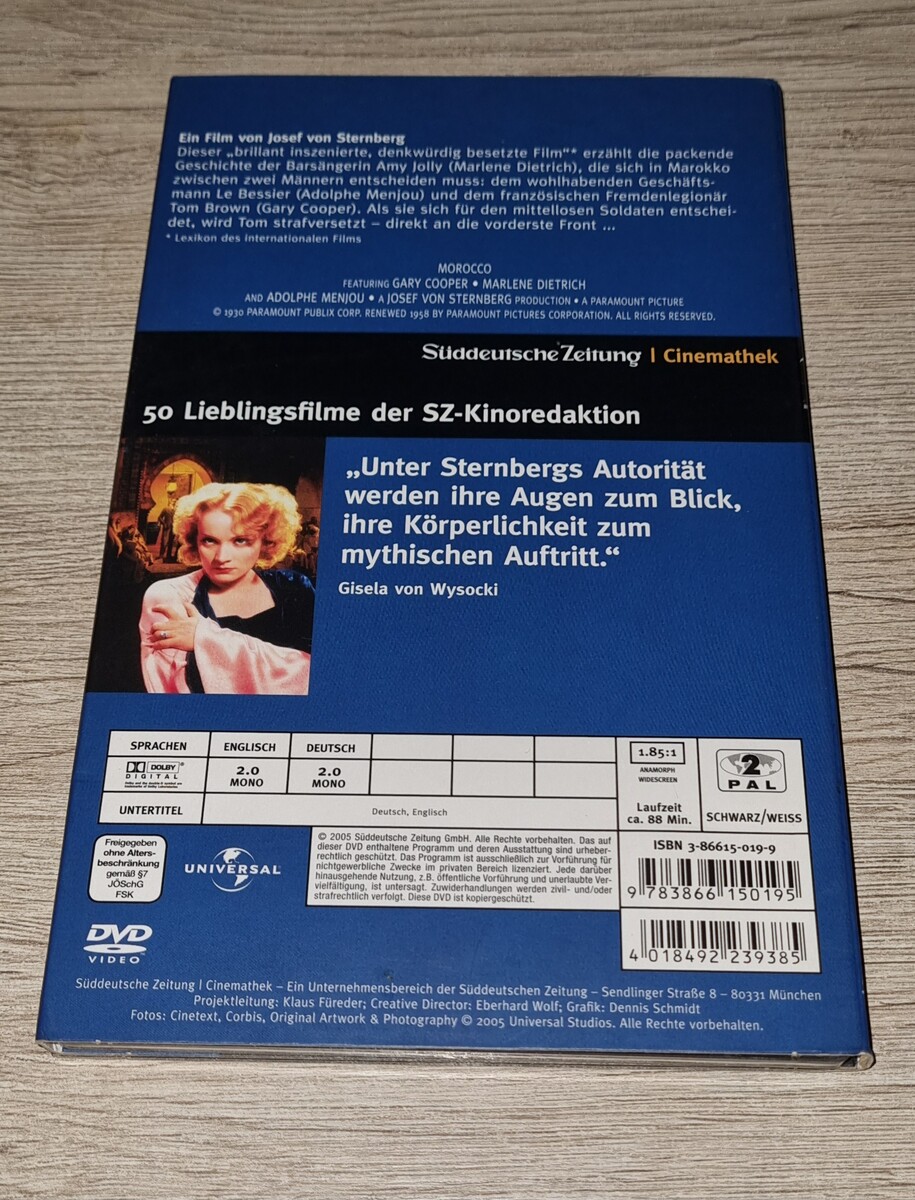 Ein Film von Josef von Sternberg
Dieser „brillant inszenierte, denkwürdig besetzte Film“* erzählt die packende
Geschichte der Barsängerin Amy Jolly (Marlene Dietrich), die sich in Marokko
zwischen zwei Männern entscheiden muss: dem wohlhabenden Geschäfts-
mann Le Bessier (Adolphe Menjou) und dem französischen Fremdenlegionär
Tom Brown (Gary Cooper). Als sie sich für den mittellosen Soldaten entschei-
det, wird Tom strafversetzt – direkt an die vorderste Front ...
* Lexikon des internationalen Films
MOROCCO
FEATURING GARY COOPER • MARLENE DIETRICH
AND ADOLPHE MENJOU • A JOSEF VON STERNBERG PRODUCTION • A PARAMOUNT PICTURE
© 1930 PARAMOUNT PUBLIX CORP. RENEWED 1958 BY PARAMOUNT PICTURES CORPORATION. ALL RIGHTS RESERVED.
Süddeutsche Zeitung | Cinemathek
50 Lieblingsfilme der SZ-Kinoredaktion
„Unter Sternbergs Autorität
werden ihre Augen zum Blick,
ihre Körperlichkeit zum
mythischen Auftritt.“
Gisela von Wysocki
SPRACHEN ENGLISCH DEUTSCH
DOLBY
DIGITAL
2.0 MONO 2.0 MONO
UNTERTITEL Deutsch, Englisch
1.85:1
ANAMORPH
WIDESCREEN
Laufzeit
ca. 88 Min.
2
PAL
SCHWARZ/WEISS
Freigegeben
ohne Alters-
beschränkung
gemäß §7
JÖSchG
FSK
UNIVERSAL
© 2005 Süddeutsche Zeitung GmbH. Alle Rechte vorbehalten. Das auf
dieser DVD enthaltene Programm und deren Ausstattung sind urheber-
rechtlich geschützt. Das Programm ist ausschließlich zur Vorführung für
nichtgewerbliche Zwecke im privaten Bereich lizenziert. Jede darüber
hinausgehende Nutzung, z.B. öffentliche Vorführung und unerlaubte Ver-
vielfältigung, ist untersagt. Zuwiderhandlungen werden zivil- und/oder
strafrechtlich verfolgt. Diese DVD ist kopiergeschützt.
ISBN 3-86615-019-9
9 783866 150195
4 018492 239385
DVD
VIDEO
Süddeutsche Zeitung | Cinemathek – Ein Unternehmensbereich der Süddeutschen Zeitung – Sendlinger Straße 8 – 80331 München
Projektleitung: Klaus Füreder; Creative Director: Eberhard Wolf; Grafik: Dennis Schmidt
Fotos: Cinetext, Corbis, Original Artwork & Photography © 2005 Universal Studios. Alle Rechte vorbehalten.